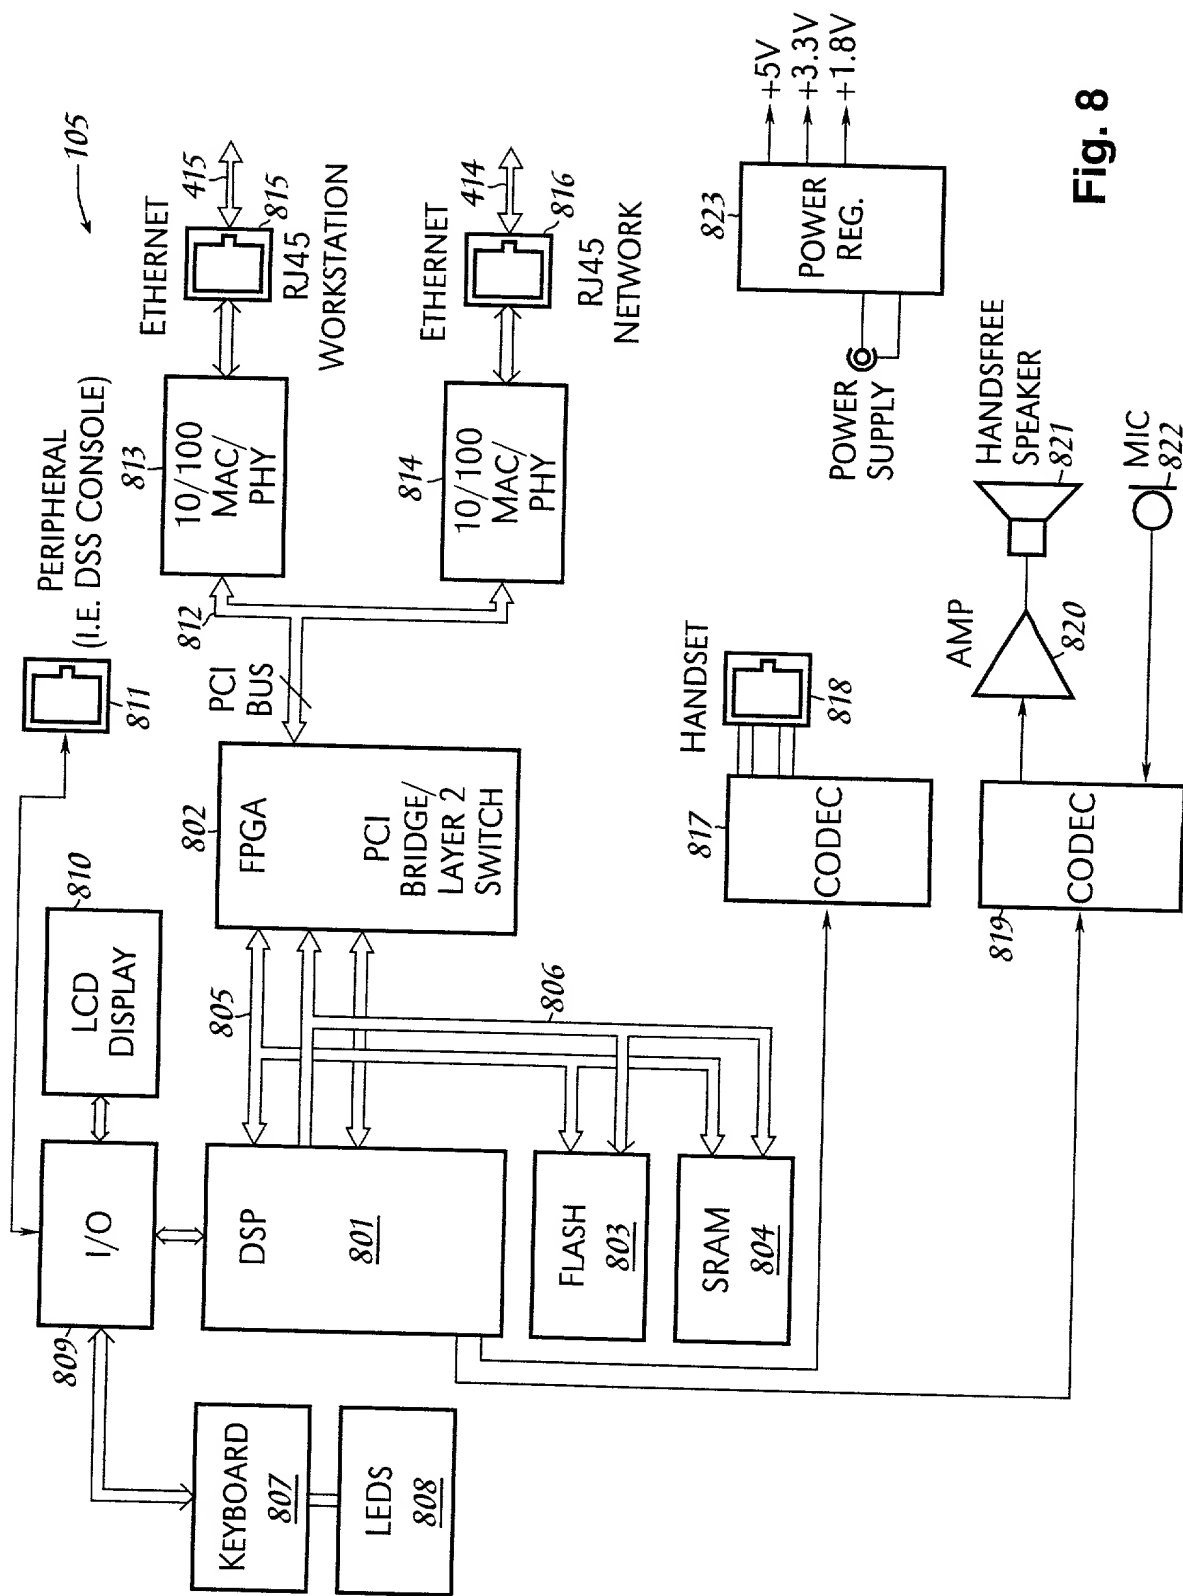 105
PERIPHERAL
(I.E. DSS CONSOLE)
811
I/O
809
LCD
DISPLAY
810
KEYBOARD
807
LEDS
808
DSP
801
FLASH
803
SRAM
804
805
806
FPGA
PCI
BRIDGE/
LAYER 2
SWITCH
802
PCI
BUS
812
10/100
MAC/
PHY
813
10/100
MAC/
PHY
814
ETHERNET
415
815
RJ45
WORKSTATION
ETHERNET
414
816
RJ45
NETWORK
HANDSET
818
CODEC
817
CODEC
819
AMP
820
HANDSFREE
SPEAKER
821
MIC
822
POWER
SUPPLY
POWER
REG.
823
+5V
+3.3V
+1.8V
Fig. 8